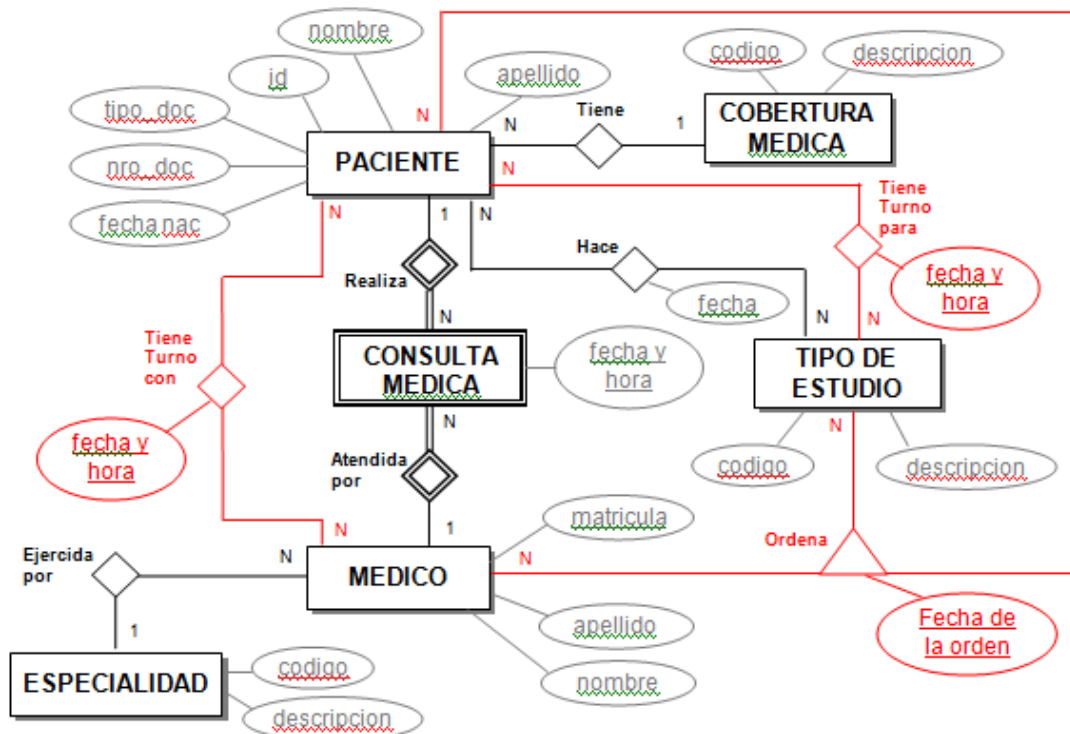 nombre
codigo
descripcion
id
apellido
tipo_doc
Tiene
N
N
1
COBERTURA
MEDICA
PACIENTE
nro_doc
N
Tiene
Turno
para
fecha nac
N
1
N
Hace
Realiza
fecha
fecha y
hora
N
N
N
Tiene
Turno
con
CONSULTA
MEDICA
fecha y
hora
TIPO DE
ESTUDIO
N
N
fecha y
hora
Atendida
por
codigo
descripcion
matricula
Ordena
N
1
N
Ejercida
por
N
MEDICO
Fecha de
la orden
1
apellido
ESPECIALIDAD
codigo
nombre
descripcion